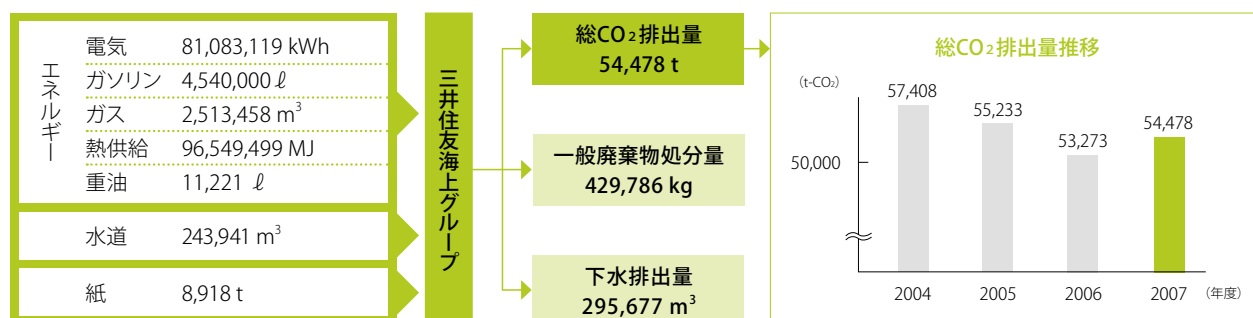 エネルギー
電気 81,083,119 kWh
ガソリン 4,540,000 ℓ
ガス 2,513,458 m³
熱供給 96,549,499 MJ
重油 11,221 ℓ
水道 243,941 m³
紙 8,918 t
三井住友海上グループ
総CO₂排出量
54,478 t
一般廃棄物処分量
429,786 kg
下水排出量
295,677 m³
総CO₂排出量推移
(t-CO₂)
57,408
55,233
53,273
54,478
50,000
2004 2005 2006 2007 (年度)